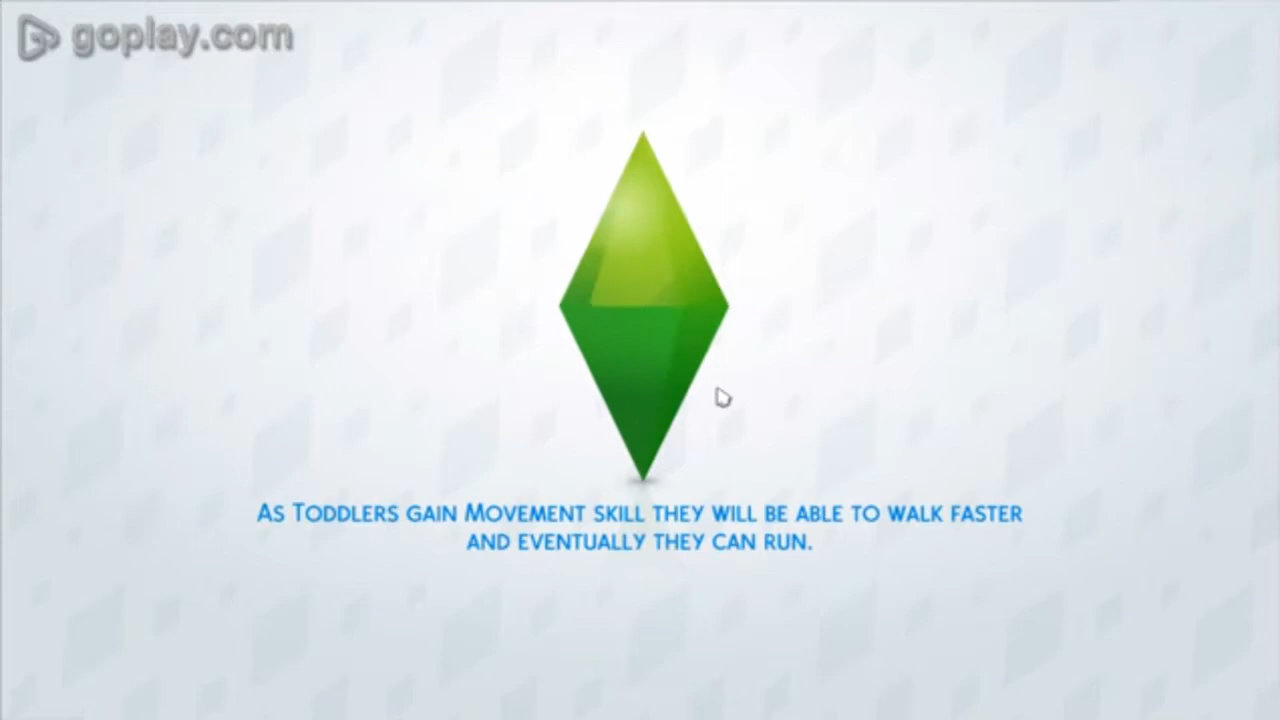 goplay.com
AS TODDLERS GAIN MOVEMENT SKILL THEY WILL BE ABLE TO WALK FASTER
AND EVENTUALLY THEY CAN RUN.